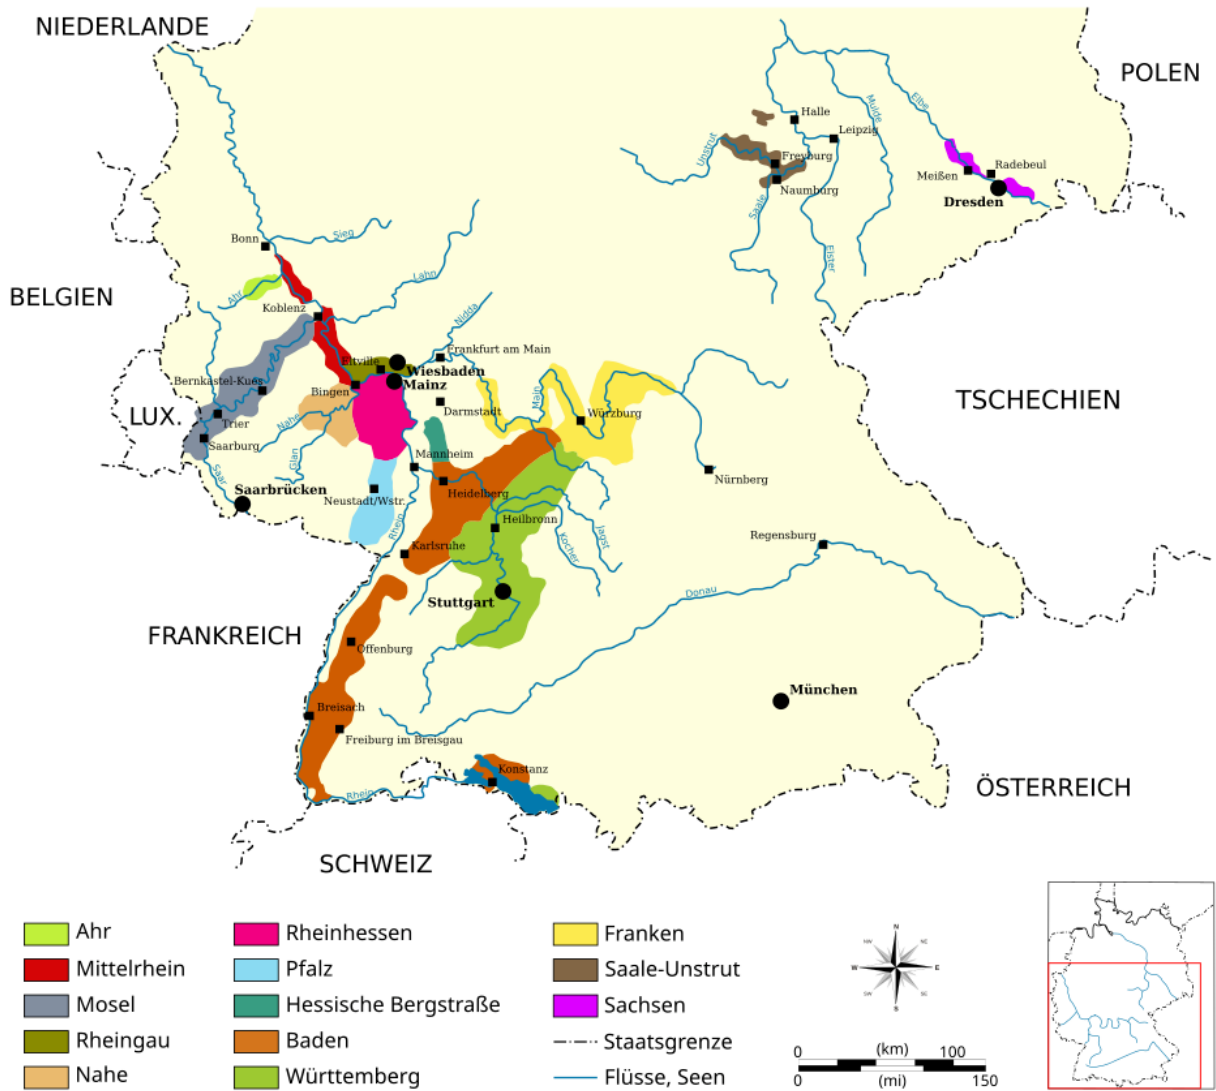 NIEDERLANDE
POLEN
Elbe
Mulde
Halle
Leipzig
Unstrut
Freyburg
Naumburg
Saale
Elster
Meißen
Radebeul
Dresden
Bonn
Sieg
Lahn
Ahr
Koblenz
BELGIEN
Nidda
Eltville
Frankfurt am Main
Wiesbaden
Mainz
Bernkastel-Kues
Bingen
Darmstadt
Main
Würzburg
TSCHECHIEN
LUX.
Trier
Nahe
Saarburg
Glan
Mannheim
Saar
Saarbrücken
Neustadt/Wstr.
Heidelberg
Nürnberg
Rhein
Heilbronn
Jagst
Kocher
Karlsruhe
Regensburg
Stuttgart
Donau
FRANKREICH
Offenburg
München
Breisach
Freiburg im Breisgau
Konstanz
Rhein
ÖSTERREICH
SCHWEIZ
Ahr
Mittelrhein
Mosel
Rheingau
Nahe
Rheinhessen
Pfalz
Hessische Bergstraße
Baden
Württemberg
Franken
Saale-Unstrut
Sachsen
Staatsgrenze
Flüsse, Seen
N
NW
NE
W
E
SW
SE
S
0 (km) 100
0 (mi) 150